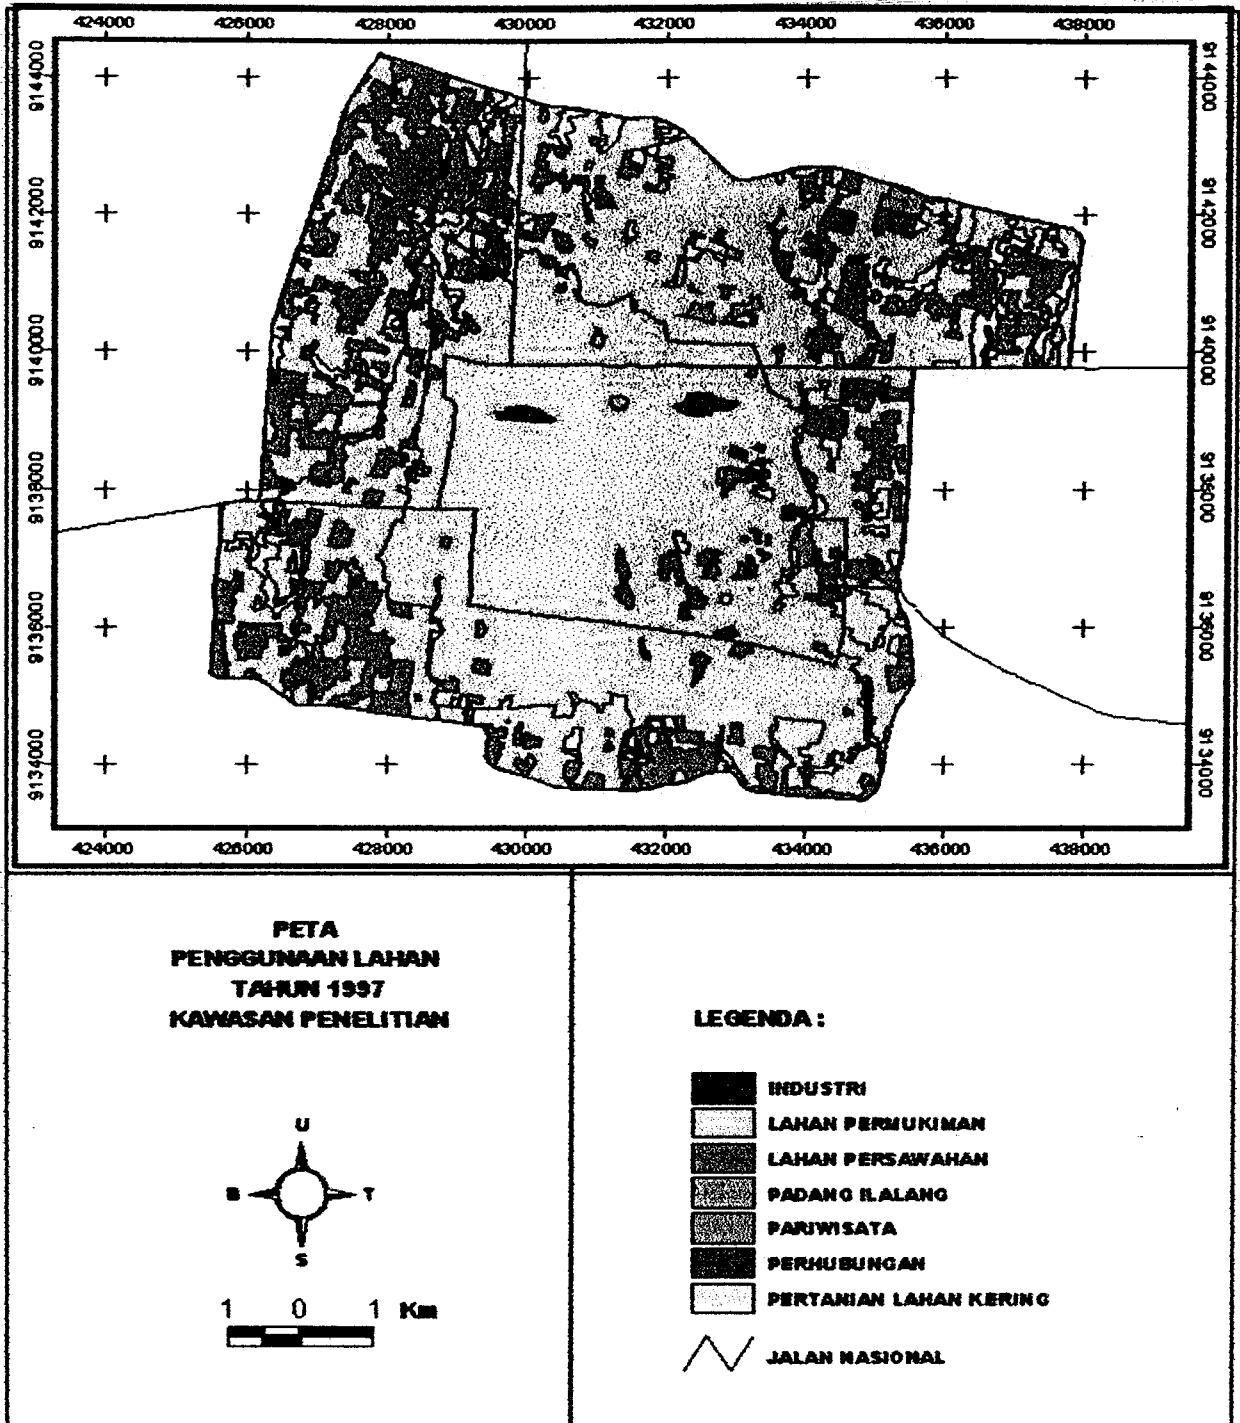 424000 426000 428000 430000 432000 434000 436000 438000
9144000
9142000
9140000
9138000
9136000
9134000
9144000
9142000
9140000
9138000
9136000
9134000
424000 426000 428000 430000 432000 434000 436000 438000
PETA
PENGGUNAAN LAHAN
TAHUN 1997
KAWASAN PENELITIAN
U
B T
S
1 0 1 Km
LEGENDA :
INDUSTRI
LAHAN PERMUKIMAN
LAHAN PERSAWAHAN
PADANG ILALANG
PARIWISATA
PERHUBUNGAN
PERTANIAN LAHAN KERING
JALAN NASIONAL